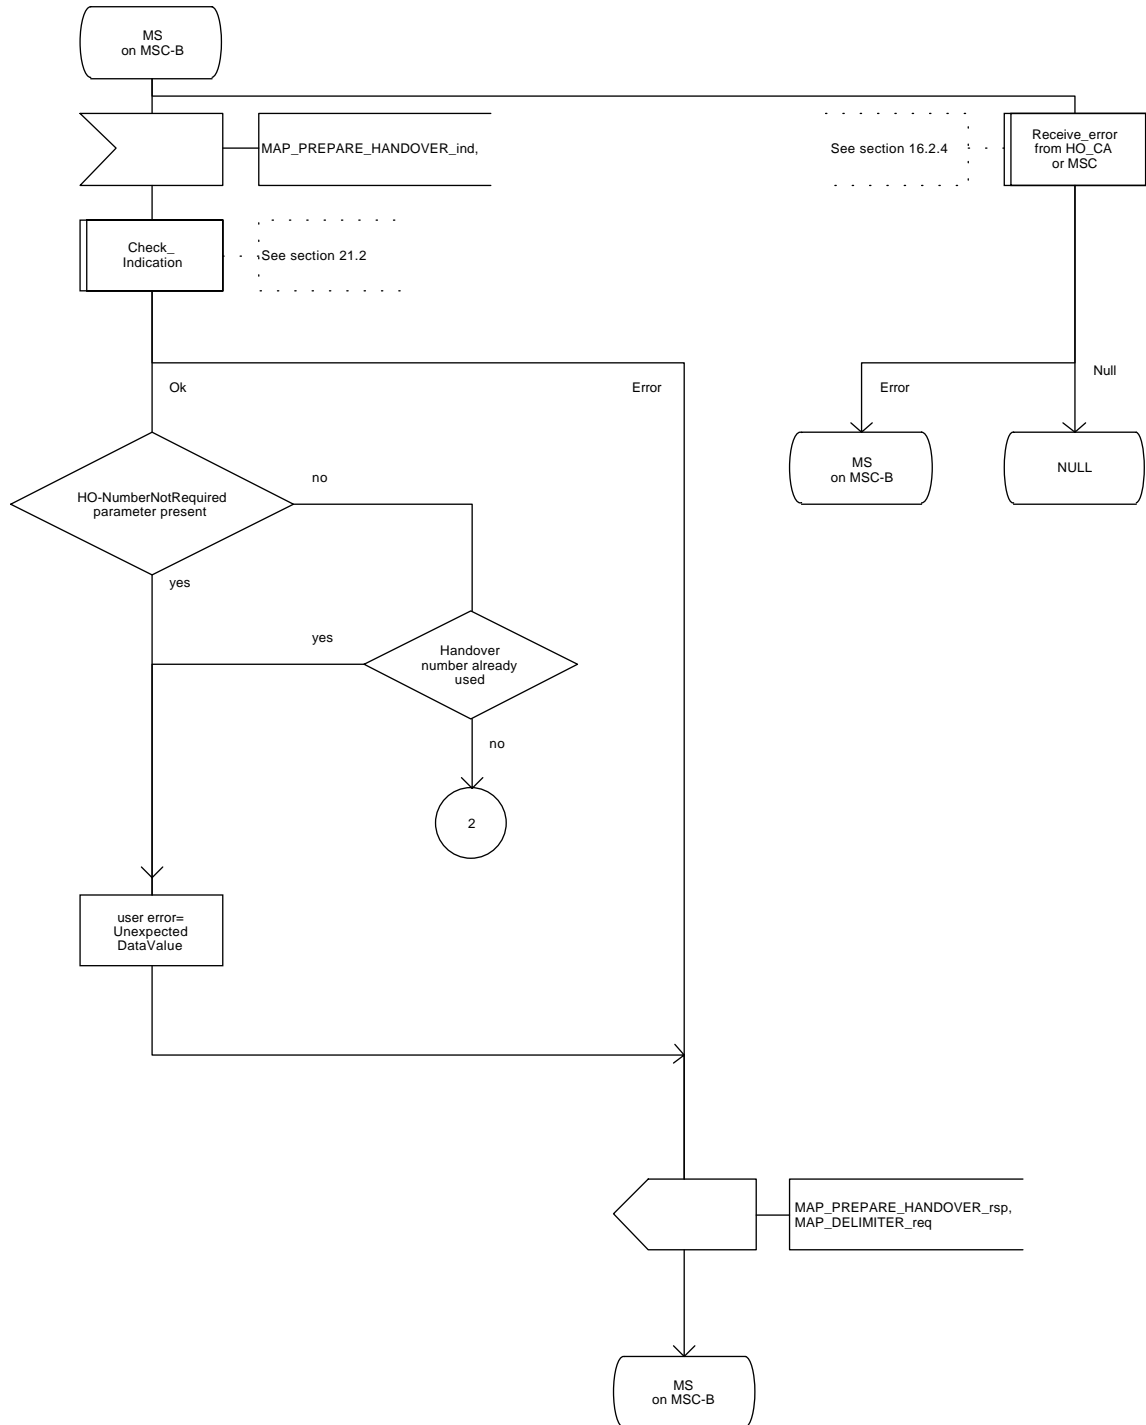 MS
on MSC-B
MAP_PREPARE_HANDOVER_ind,
See section 16.2.4
Receive_error
from HO_CA
or MSC
Check_
Indication
See section 21.2
Ok
Error
Error
Null
HO-NumberNotRequired
parameter present
no
MS
on MSC-B
NULL
yes
yes
Handover
number already
used
no
2
user error=
Unexpected
DataValue
MAP_PREPARE_HANDOVER_rsp,
MAP_DELIMITER_req
MS
on MSC-B